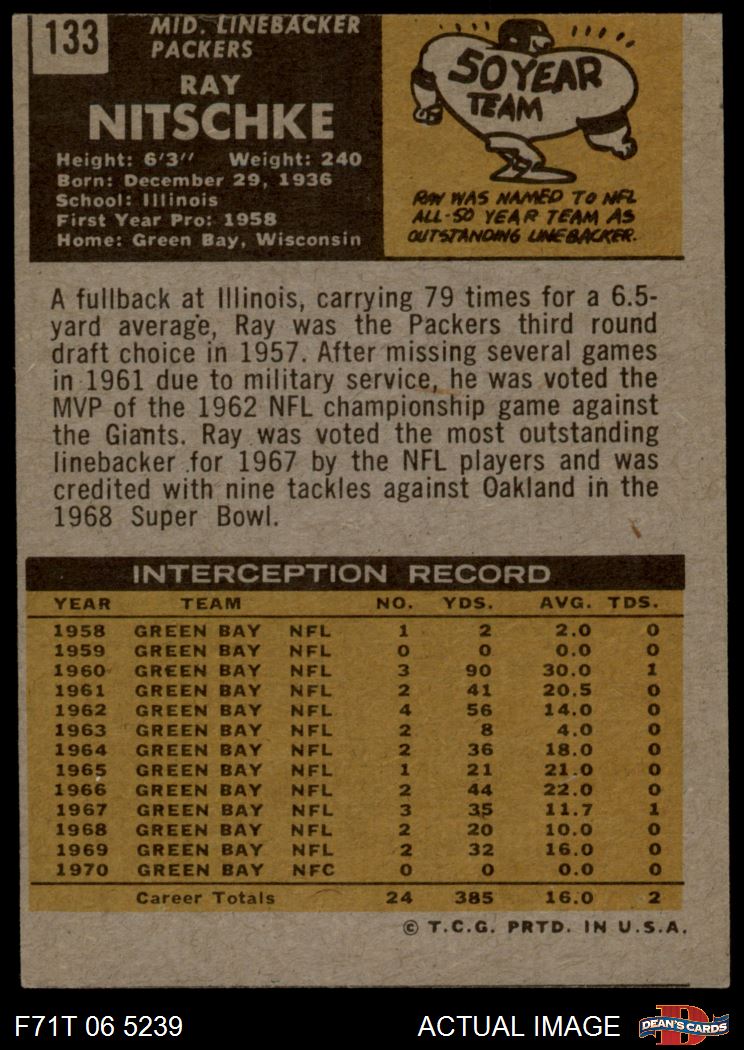 133
MID. LINEBACKER
PACKERS
RAY
NITSCHKE
Height: 6'3" Weight: 240
Born: December 29, 1936
School: Illinois
First Year Pro: 1958
Home: Green Bay, Wisconsin
50 YEAR
TEAM
RAY WAS NAMED TO NFL
ALL-50 YEAR TEAM AS
OUTSTANDING LINEBACKER.
A fullback at Illinois, carrying 79 times for a 6.5-
yard average, Ray was the Packers third round
draft choice in 1957. After missing several games
in 1961 due to military service, he was voted the
MVP of the 1962 NFL championship game against
the Giants. Ray was voted the most outstanding
linebacker for 1967 by the NFL players and was
credited with nine tackles against Oakland in the
1968 Super Bowl.
INTERCEPTION RECORD
YEAR TEAM NO. YDS. AVG. TDS.
1958 GREEN BAY NFL 1 2 2.0 0
1959 GREEN BAY NFL 0 0 0.0 0
1960 GREEN BAY NFL 3 90 30.0 1
1961 GREEN BAY NFL 2 41 20.5 0
1962 GREEN BAY NFL 4 56 14.0 0
1963 GREEN BAY NFL 2 8 4.0 0
1964 GREEN BAY NFL 2 36 18.0 0
1965 GREEN BAY NFL 1 21 21.0 0
1966 GREEN BAY NFL 2 44 22.0 0
1967 GREEN BAY NFL 3 35 11.7 1
1968 GREEN BAY NFL 2 20 10.0 0
1969 GREEN BAY NFL 2 32 16.0 0
1970 GREEN BAY NFC 0 0 0.0 0
Career Totals 24 385 16.0 2
© T.C.G. PRTD. IN U.S.A.
F71T 06 5239 ACTUAL IMAGE
D
DEAN'S CARDS